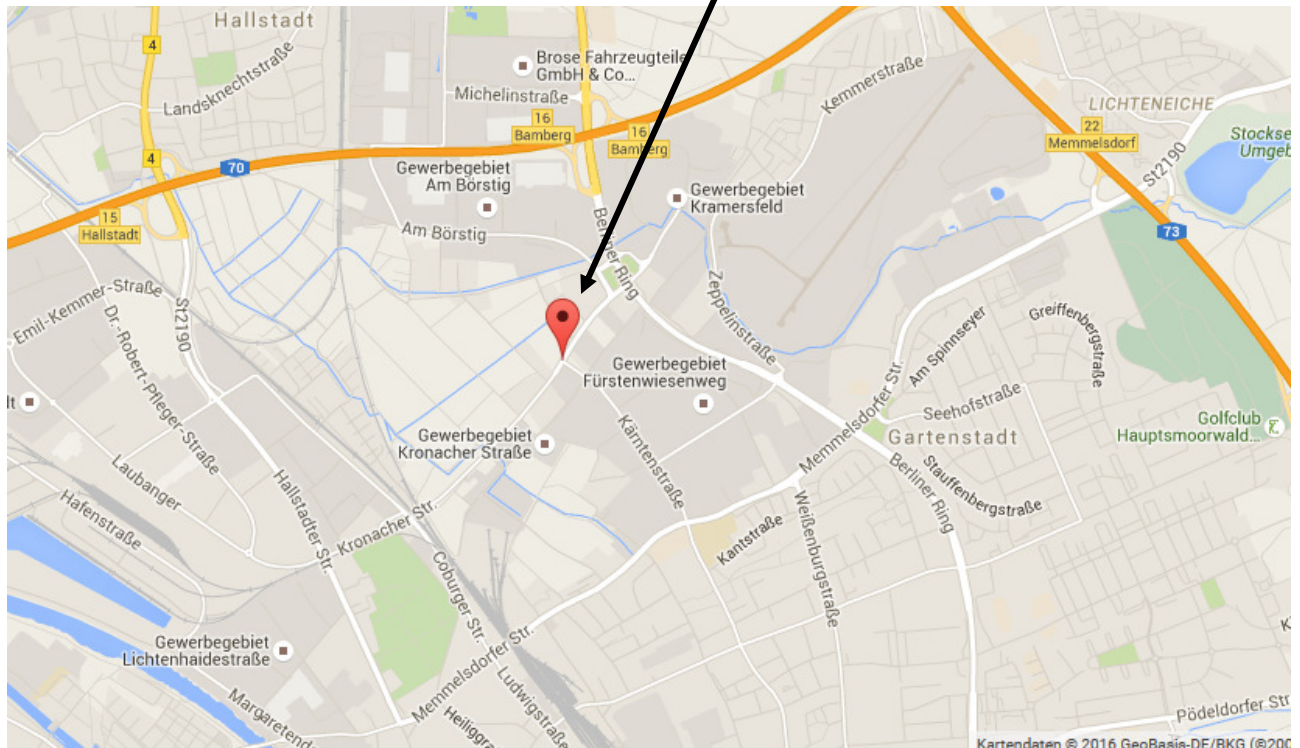 Hallstadt
4
Brose Fahrzeugteile
GmbH & Co...
Landsknechtstraße
Michelinstraße
Kemmerstraße
LICHTENEICHE
16
Bamberg
16
Bamberg
22
Memmelsdorf
Stockse
Umgeb
4
70
Gewerbegebiet
Am Börstig
Gewerbegebiet
Kramersfeld
St2190
15
Hallstadt
Am Börstig
Berliner Ring
73
Emil-Kemmer-Straße
St2190
Zeppelinstraße
Dr.-Robert-Pfleger-Straße
Greiffenbergstraße
Am Spinnseyer
Gewerbegebiet
Fürstenwiesenweg
Memmelsdorfer Str.
Seehofstraße
dt
Golfclub
Hauptsmoorwald...
Gartenstadt
Gewerbegebiet
Kronacher Straße
Kärntenstraße
Laubanger
Hallstadter Str.
Stauffenbergstraße
Berliner Ring
Hafenstraße
Kronacher Str.
Weißenburgstraße
Kantstraße
Coburger Str.
Gewerbegebiet
Lichtenhaidestraße
Memmelsdorfer Str.
Ludwigstraße
Margaretend
Heiliggra
Pödeldorfer Str
Kartendaten © 2016 GeoBasis-DE/BKG (©200